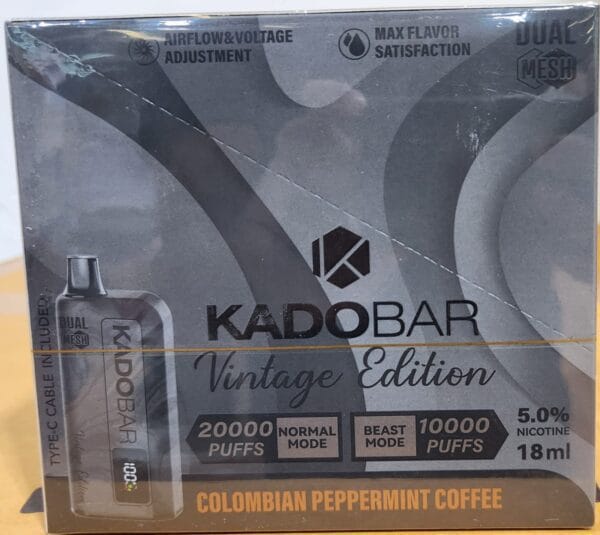 AIRFLOW&VOLTAGE
ADJUSTMENT
MAX FLAVOR
SATISFACTION
DUAL
MESH
KADOBAR
Vintage Edition
TYPE-C CABLE INCLUDED
DUAL
MESH
KADOBAR
100%
20000
PUFFS
NORMAL
MODE
BEAST
MODE
10000
PUFFS
5.0%
NICOTINE
18ml
COLOMBIAN PEPPERMINT COFFEE